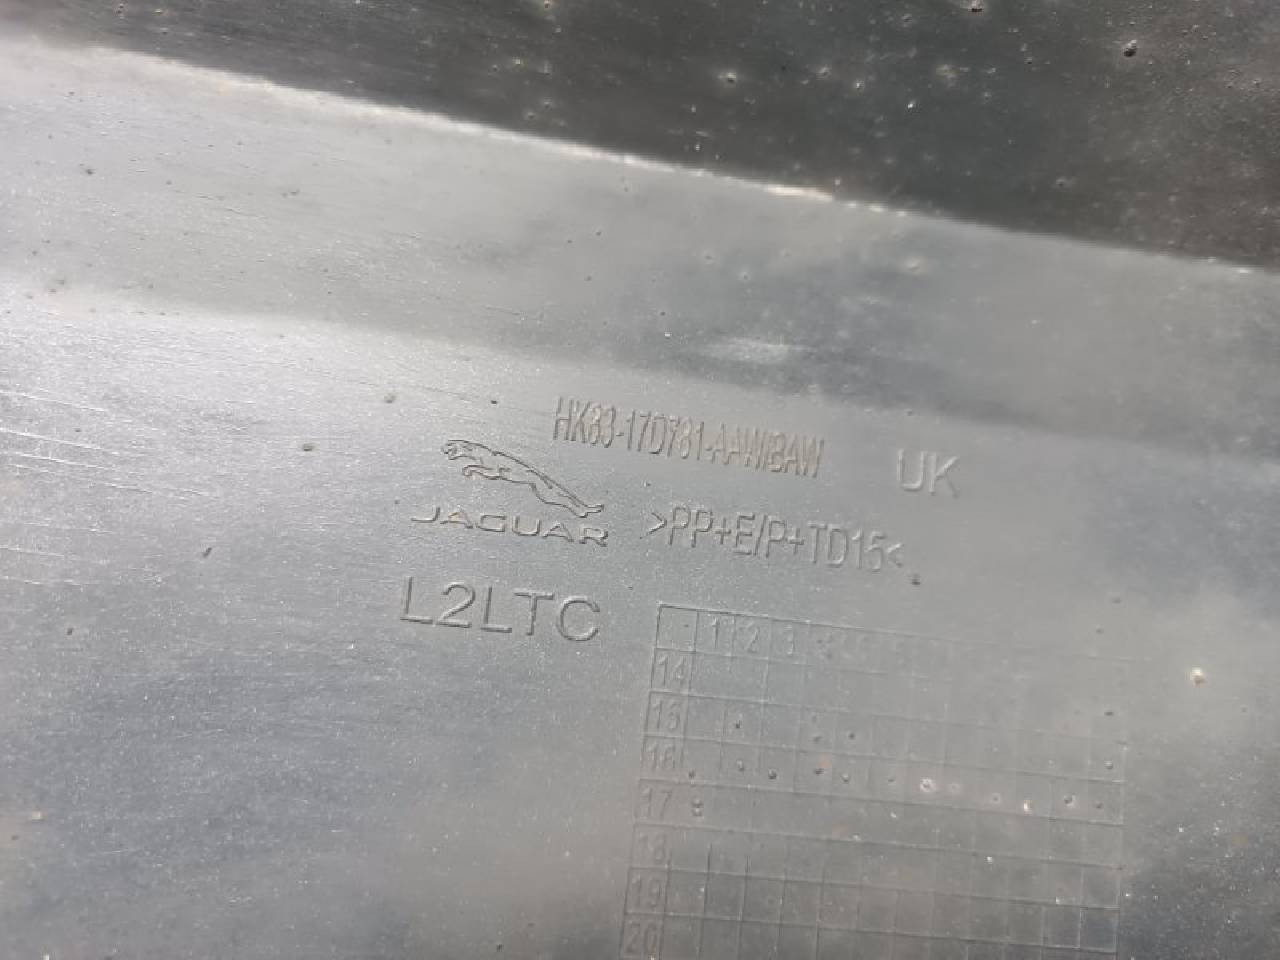 HK83-17D781-AAW/BAW
UK
JAGUAR
>PP+E/P+TD15<
L2LTC
1 2 3
14
15
16
17
18
19
20